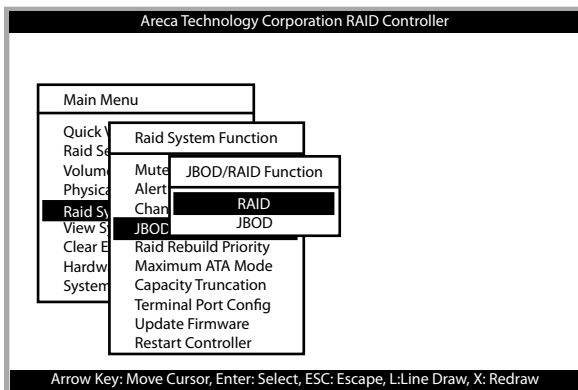 Areca Technology Corporation RAID Controller
Main Menu
Quick
Raid
Volum
Physica
Raid Sy
View S
Clear E
Hardw
System
Raid System Function
Mute
Alert
Chan
JBOD
Raid Rebuild Priority
Maximum ATA Mode
Capacity Truncation
Terminal Port Config
Update Firmware
Restart Controller
JBOD/RAID Function
RAID
JBOD
Arrow Key: Move Cursor, Enter: Select, ESC: Escape, L:Line Draw, X: Redraw